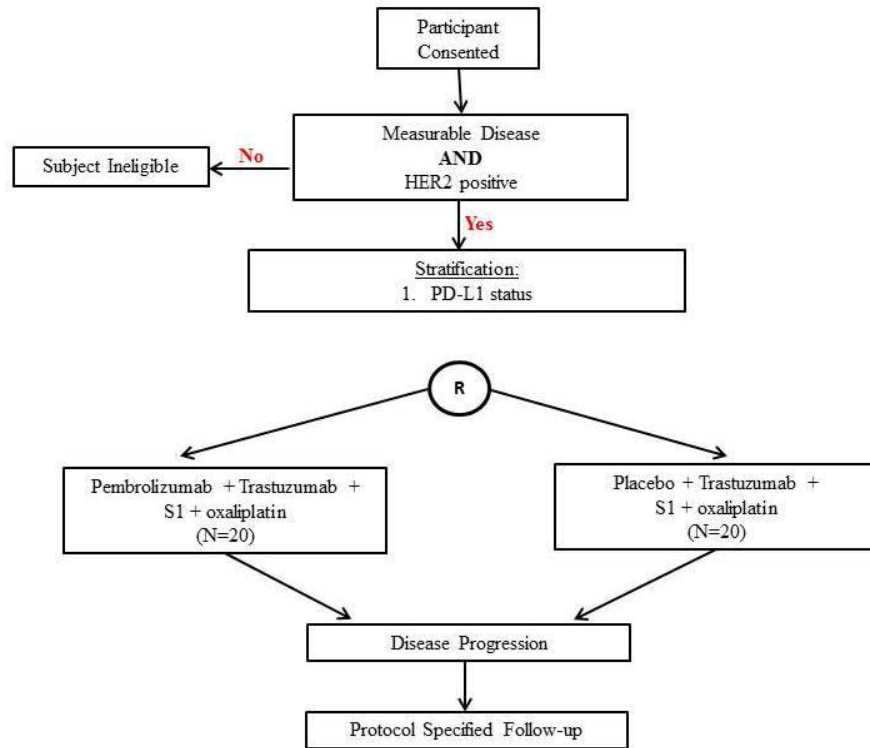 Participant
Consented
Measurable Disease
AND
HER2 positive
No
Subject Ineligible
Yes
Stratification:
1. PD-L1 status
R
Pembrolizumab + Trastuzumab +
S1 + oxaliplatin
(N=20)
Placebo + Trastuzumab +
S1 + oxaliplatin
(N=20)
Disease Progression
Protocol Specified Follow-up